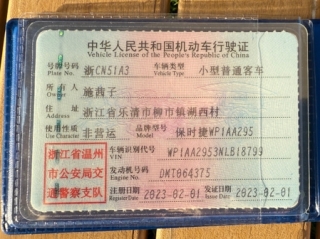 中华人民共和国机动车行驶证
Vehicle License of the People's Republic of China
号牌号码 浙CN51A3 车辆类型 小型普通客车
Plate No. Vehicle Type
所有人 施茜子
Owner
住址 浙江省乐清市柳市镇湖西村
Address
使用性质 非营运 品牌型号 保时捷WP1AA295
Use Character Model
浙江省温州 车辆识别代号 WP1AA2953NLB18799
VIN
市公安局交 发动机号码 DMT064375
Engine No.
通警察支队 注册日期 2023-02-01 发证日期 2023-02-01
Register Date Issue Date